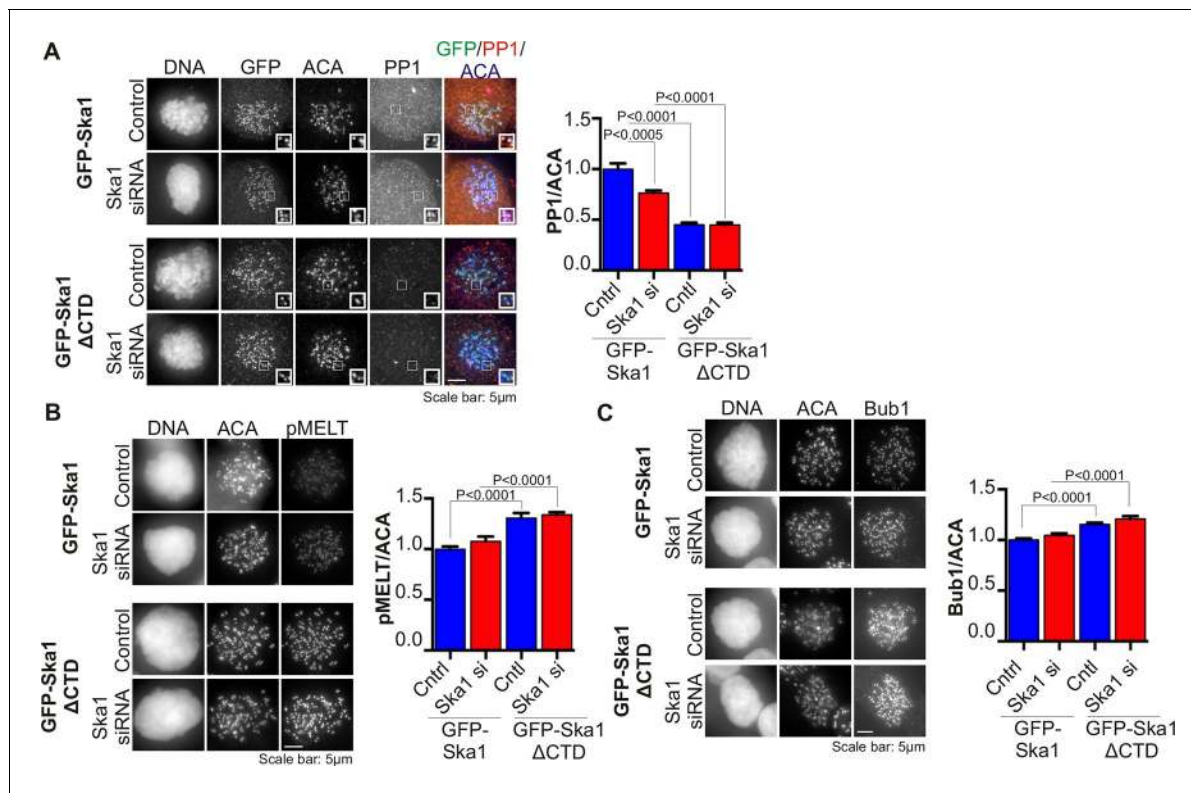 A
DNA GFP ACA PP1 GFP/PP1/
ACA
GFP-Ska1
Control
Ska1
siRNA
GFP-Ska1
ΔCTD
Control
Ska1
siRNA
Scale bar: 5μm
PP1/ACA
1.5
1.0
0.5
0.0
P<0.0001
P<0.0001
P<0.0005
Cntrl
Ska1 si
Cntl
Ska1 si
GFP-
Ska1
GFP-Ska1
ΔCTD
B
DNA ACA pMELT
GFP-Ska1
Control
Ska1
siRNA
GFP-Ska1
ΔCTD
Control
Ska1
siRNA
Scale bar: 5μm
pMELT/ACA
1.5
1.0
0.5
0.0
P<0.0001
P<0.0001
Cntrl
Ska1 si
Cntl
Ska1 si
GFP-
Ska1
GFP-Ska1
ΔCTD
C
DNA ACA Bub1
GFP-Ska1
Control
Ska1
siRNA
GFP-Ska1
ΔCTD
Control
Ska1
siRNA
Scale bar: 5μm
Bub1/ACA
1.5
1.0
0.5
0.0
P<0.0001
P<0.0001
Cntrl
Ska1 si
Cntl
Ska1 si
GFP-
Ska1
GFP-Ska1
ΔCTD